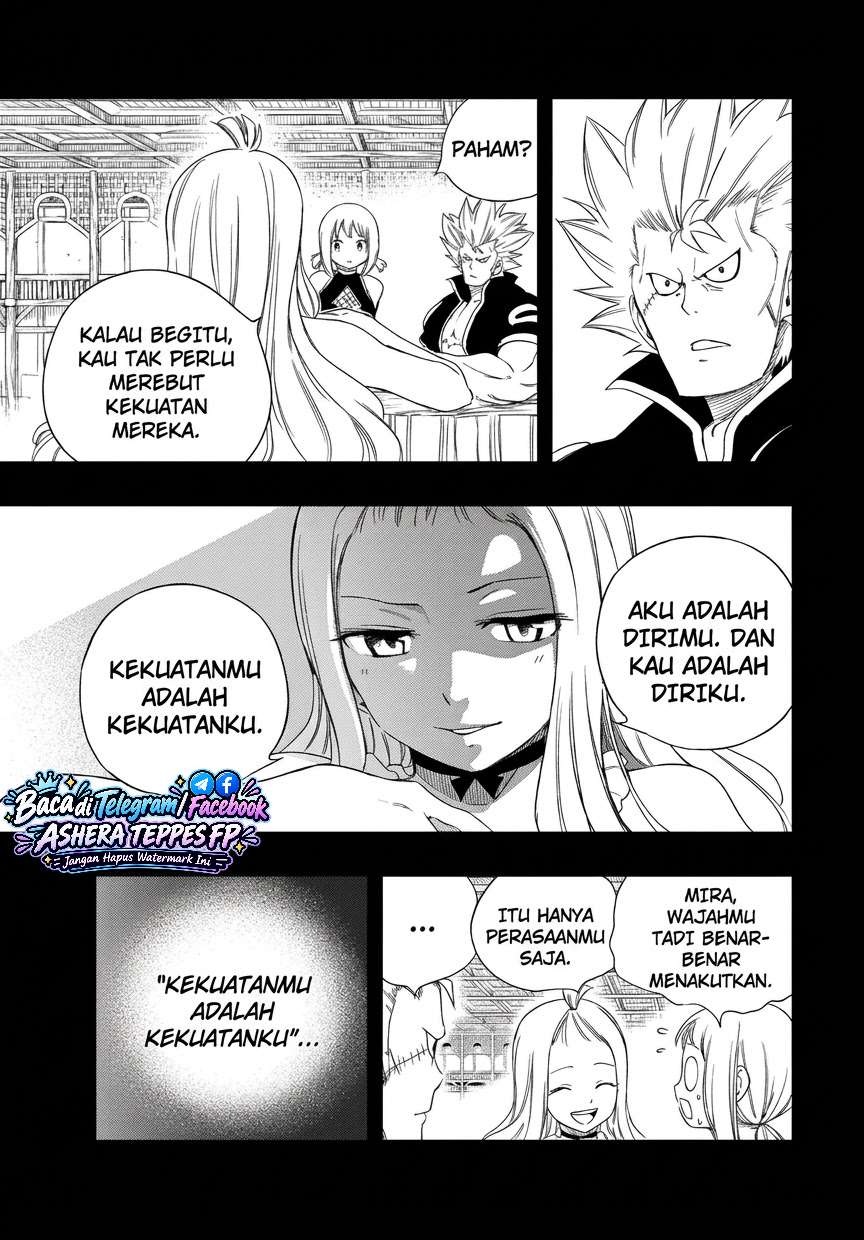 PAHAM?
KALAU BEGITU,
KAU TAK PERLU
MEREBUT
KEKUATAN
MEREKA.
AKU ADALAH
DIRIMU. DAN
KAU ADALAH
DIRIKU.
KEKUATANMU
ADALAH
KEKUATANKU.
Baca di Telegram/Facebook
ASHERA TEPPES FP
Jangan Hapus Watermark Ini
MIRA,
WAJAHMU
TADI BENAR-
BENAR
MENAKUTKAN.
ITU HANYA
PERASAANMU
SAJA.
...
"KEKUATANMU
ADALAH
KEKUATANKU"...